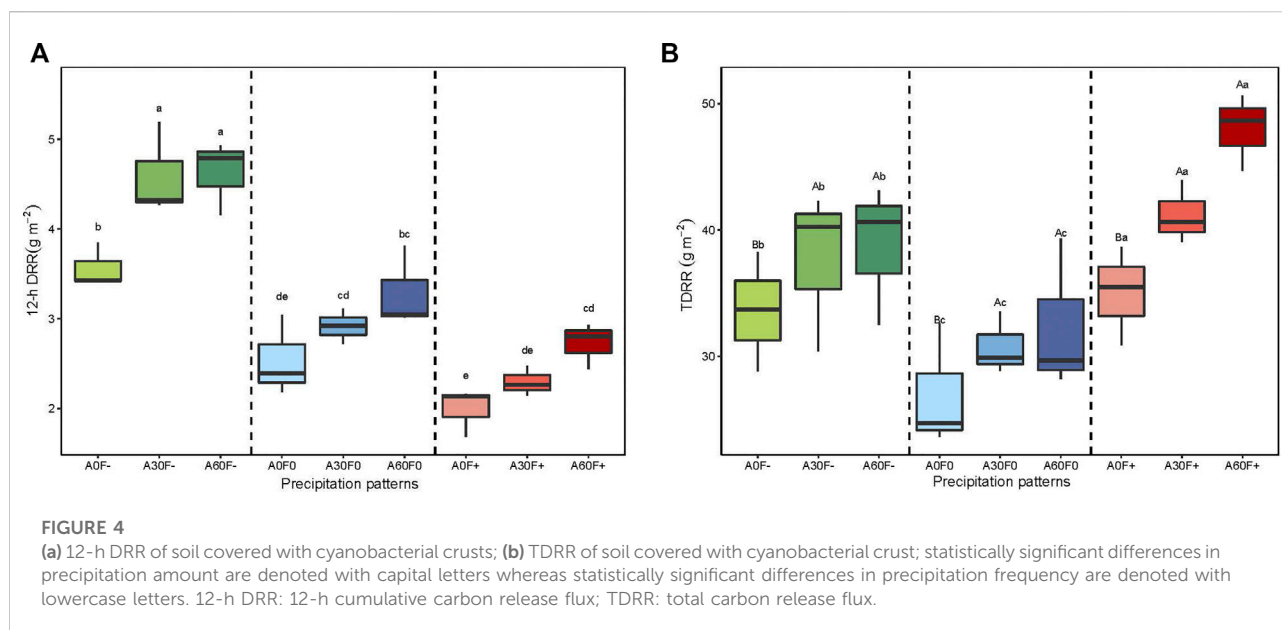 A
12-h DRR(g m⁻²)
5
4
3
2
b
a
a
de
cd
bc
e
de
cd
A0F-
A30F-
A60F-
A0F0
A30F0
A60F0
A0F+
A30F+
A60F+
Precipitation patterns
B
TDRR (g m⁻²)
50
40
30
Bb
Ab
Ab
Bc
Ac
Ac
Ba
Aa
Aa
A0F-
A30F-
A60F-
A0F0
A30F0
A60F0
A0F+
A30F+
A60F+
Precipitation patterns
FIGURE 4
(a) 12-h DRR of soil covered with cyanobacterial crusts; (b) TDRR of soil covered with cyanobacterial crust; statistically significant differences in
precipitation amount are denoted with capital letters whereas statistically significant differences in precipitation frequency are denoted with
lowercase letters. 12-h DRR: 12-h cumulative carbon release flux; TDRR: total carbon release flux.